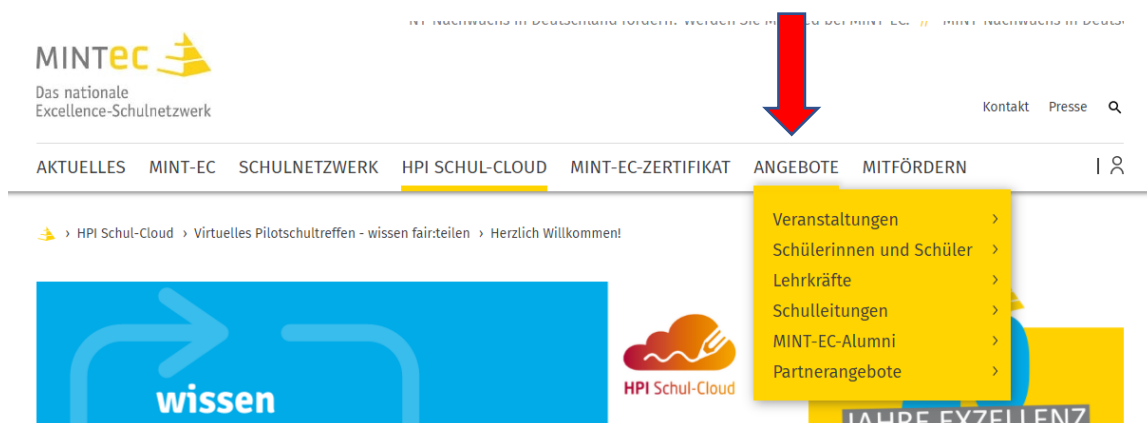 MINTec
Das nationale
Excellence-Schulnetzwerk
Kontakt Presse
AKTUELLES MINT-EC SCHULNETZWERK HPI SCHUL-CLOUD MINT-EC-ZERTIFIKAT ANGEBOTE MITFÖRDERN
› HPI Schul-Cloud › Virtuelles Pilotschultreffen - wissen fair:teilen › Herzlich Willkommen!
Veranstaltungen ›
Schülerinnen und Schüler ›
Lehrkräfte ›
Schulleitungen ›
MINT-EC-Alumni ›
Partnerangebote ›
wissen
HPI Schul-Cloud
JAHRE EXZELLENZ